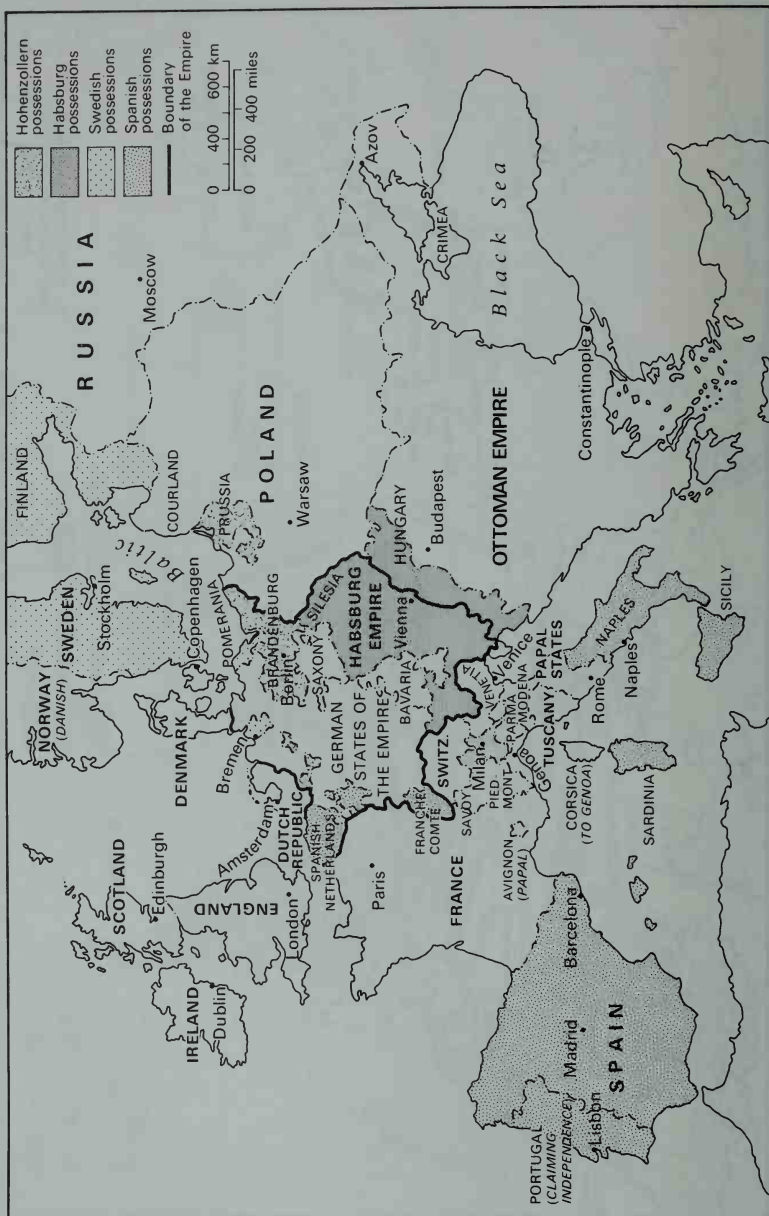 Hohenzollern
possessions
Habsburg
possessions
Swedish
possessions
Spanish
possessions
Boundary
of the Empire
0 200 400 600 km
0 200 400 miles
RUSSIA
Moscow
FINLAND
SWEDEN
Stockholm
NORWAY
(DANISH)
Baltic
COURLAND
PRUSSIA
POLAND
Warsaw
DENMARK
Copenhagen
POMERANIA
BRANDENBURG
Berlin
SILESIA
SAXONY
Bremen
GERMAN
STATES OF
THE EMPIRE
HABSBURG
EMPIRE
Vienna
BAVARIA
HUNGARY
Budapest
Azov
CRIMEA
Black Sea
Constantinople
OTTOMAN EMPIRE
SCOTLAND
Edinburgh
IRELAND
Dublin
ENGLAND
London
Amsterdam
DUTCH
REPUBLIC
SPANISH
NETHERLANDS
Paris
FRANCE
FRANCHE
COMTE
SWITZ.
SAVOY
Milan
PIED-
MONT
VENETIA
Venice
PARMA
MODENA
Genoa
TUSCANY
PAPAL
STATES
Rome
Naples
NAPLES
SICILY
AVIGNON
(PAPAL)
CORSICA
(TO GENOA)
SARDINIA
Barcelona
Madrid
SPAIN
PORTUGAL
(CLAIMING
INDEPENDENCE)
Lisbon